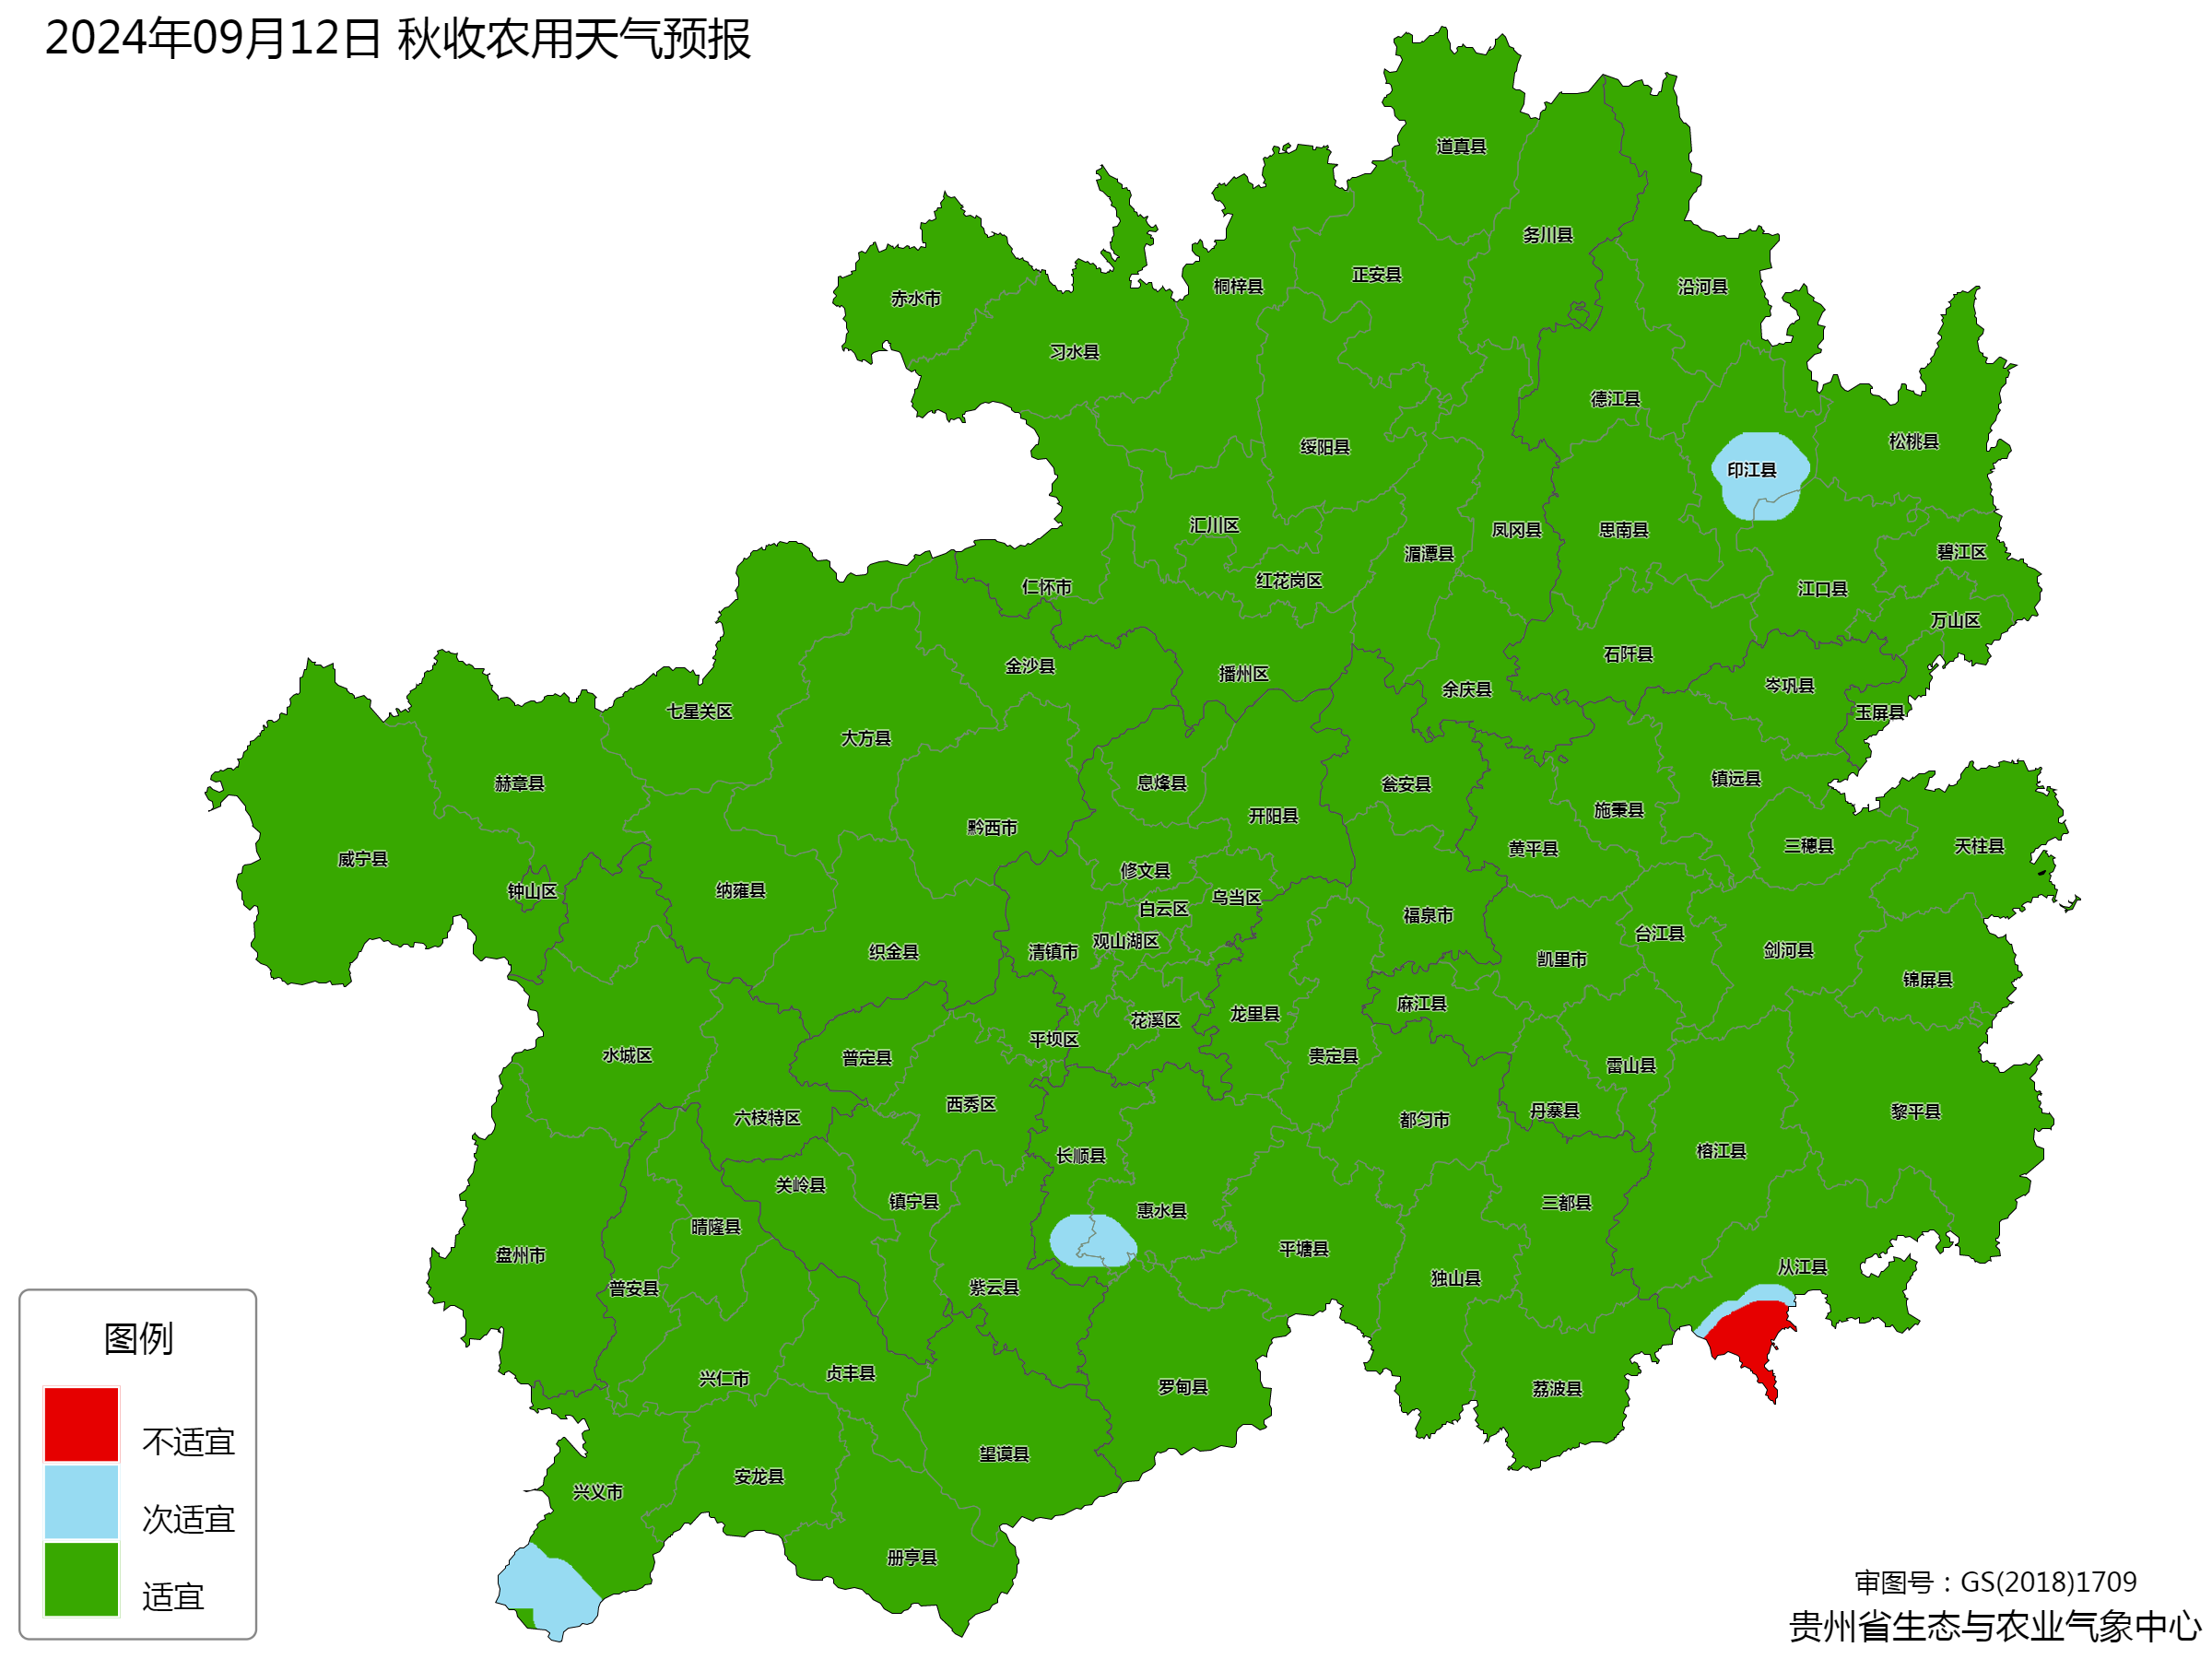 2024年09月12日 秋收农用天气预报
道真县
务川县
正安县
桐梓县
沿河县
赤水市
习水县
德江县
松桃县
绥阳县
印江县
汇川区
凤冈县
思南县
湄潭县
碧江区
红花岗区
仁怀市
江口县
万山区
石阡县
金沙县
播州区
岑巩县
余庆县
七星关区
玉屏县
大方县
镇远县
赫章县
息烽县
瓮安县
施秉县
开阳县
黔西市
三穗县
天柱县
黄平县
威宁县
修文县
钟山区
纳雍县
乌当区
白云区
福泉市
台江县
观山湖区
清镇市
织金县
剑河县
凯里市
锦屏县
麻江县
龙里县
花溪区
平坝区
水城区
普定县
贵定县
雷山县
西秀区
丹寨县
黎平县
六枝特区
都匀市
榕江县
长顺县
关岭县
镇宁县
三都县
惠水县
晴隆县
平塘县
盘州市
从江县
独山县
普安县
紫云县
贞丰县
兴仁市
罗甸县
荔波县
望谟县
安龙县
兴义市
册亨县
图例
不适宜
次适宜
适宜
审图号：GS(2018)1709
贵州省生态与农业气象中心